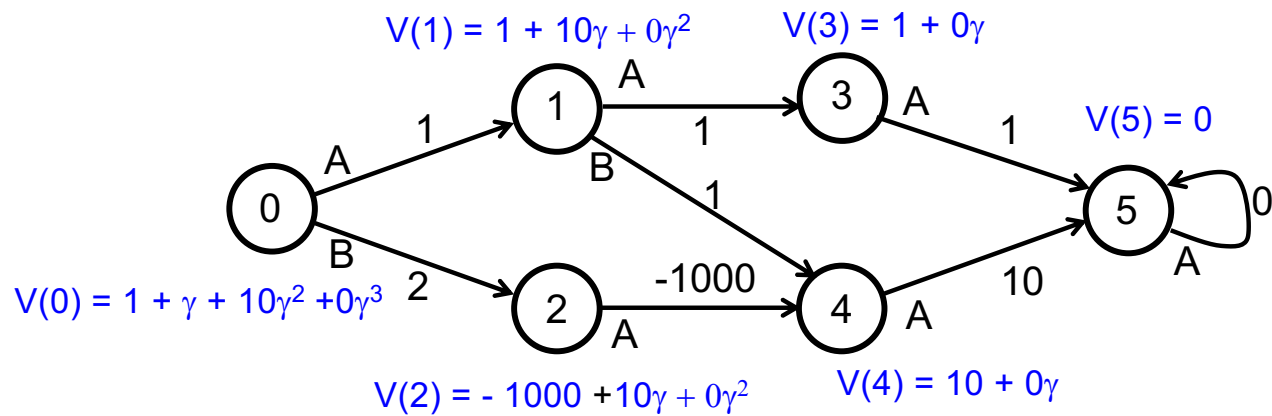 V(1) = 1 + 10γ + 0γ²
V(3) = 1 + 0γ
A
1
3
A
1
1
1
V(5) = 0
A
B
1
0
5
0
B
2
-1000
10
A
V(0) = 1 + γ + 10γ² +0γ³
2
A
4
A
V(2) = - 1000 +10γ + 0γ²
V(4) = 10 + 0γ